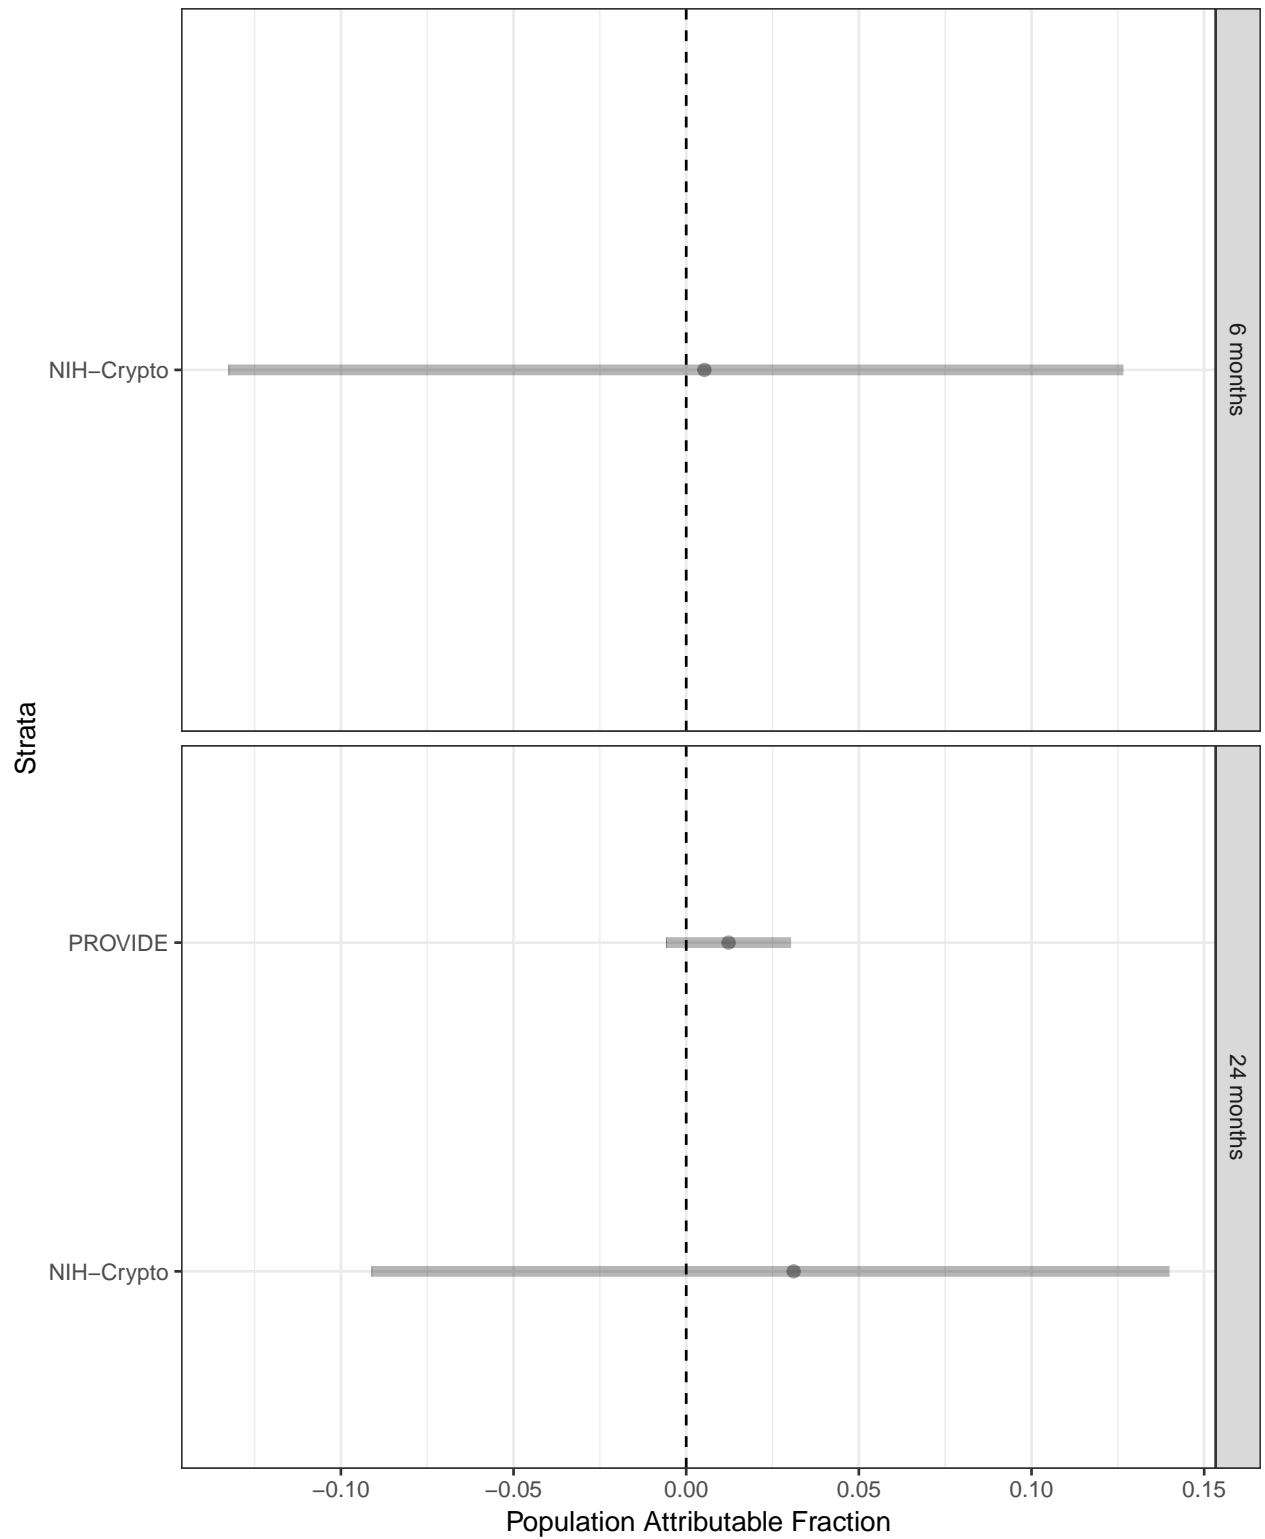 Strata
NIH−Crypto
6 months
PROVIDE
NIH−Crypto
24 months
−0.10 −0.05 0.00 0.05 0.10 0.15
Population Attributable Fraction